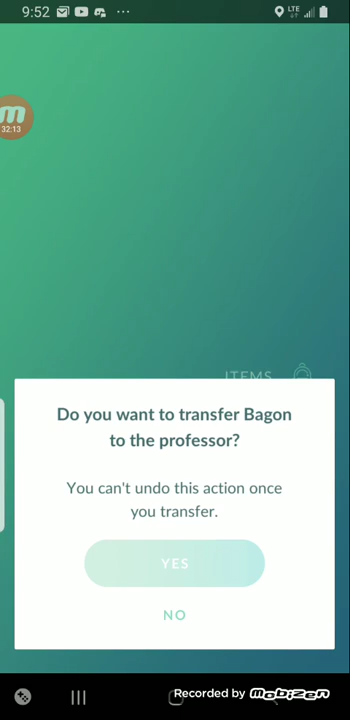 9:52
LTE
m
32:13
ITEMS
Do you want to transfer Bagon
to the professor?
You can't undo this action once
you transfer.
YES
NO
Recorded by mobizen